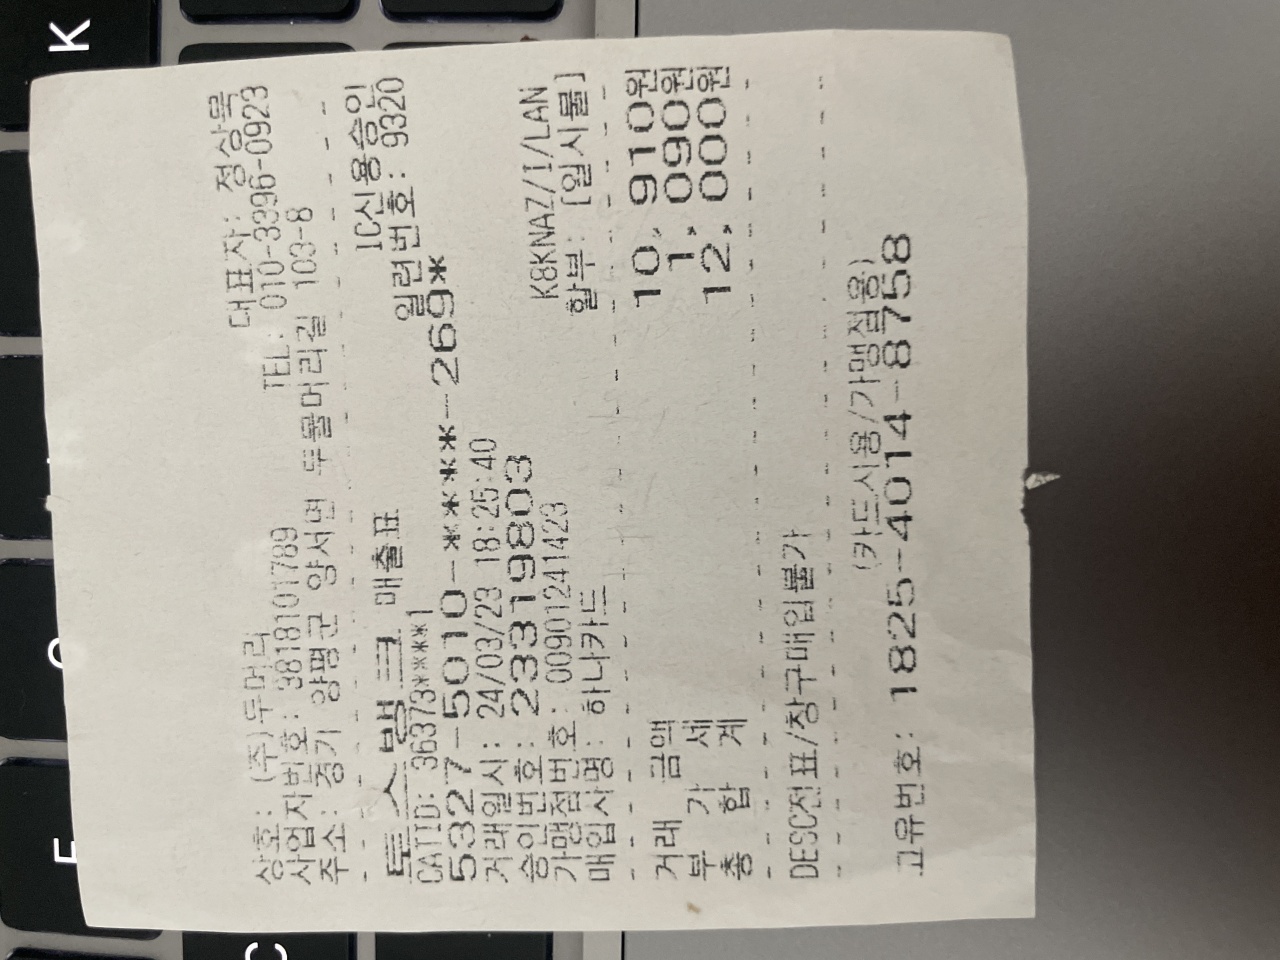 상호: (주)두머리
대표자: 정상묵
사업자번호: 3818101789
TEL: 010-3396-0923
주소: 경기 양평군 양서면 두물머리길 103-8
토스뱅크 매출표
IC신용승인
CATID: 36373****1
일련번호: 9320
5327-5010-****-269*
거래일시: 24/03/23 18:25:40
승인번호: 23319803
가맹점번호: 00901241423
K8KNAZ/I/LAN
매입사명: 하나카드
할부: [일시불]
거래 금액 10,910원
부 가 세 1,090원
총 합 계 12,000원
DESC전표/창구매입불가
(카드사용/가맹점용)
고유번호: 1825-4014-8758
K
F
C